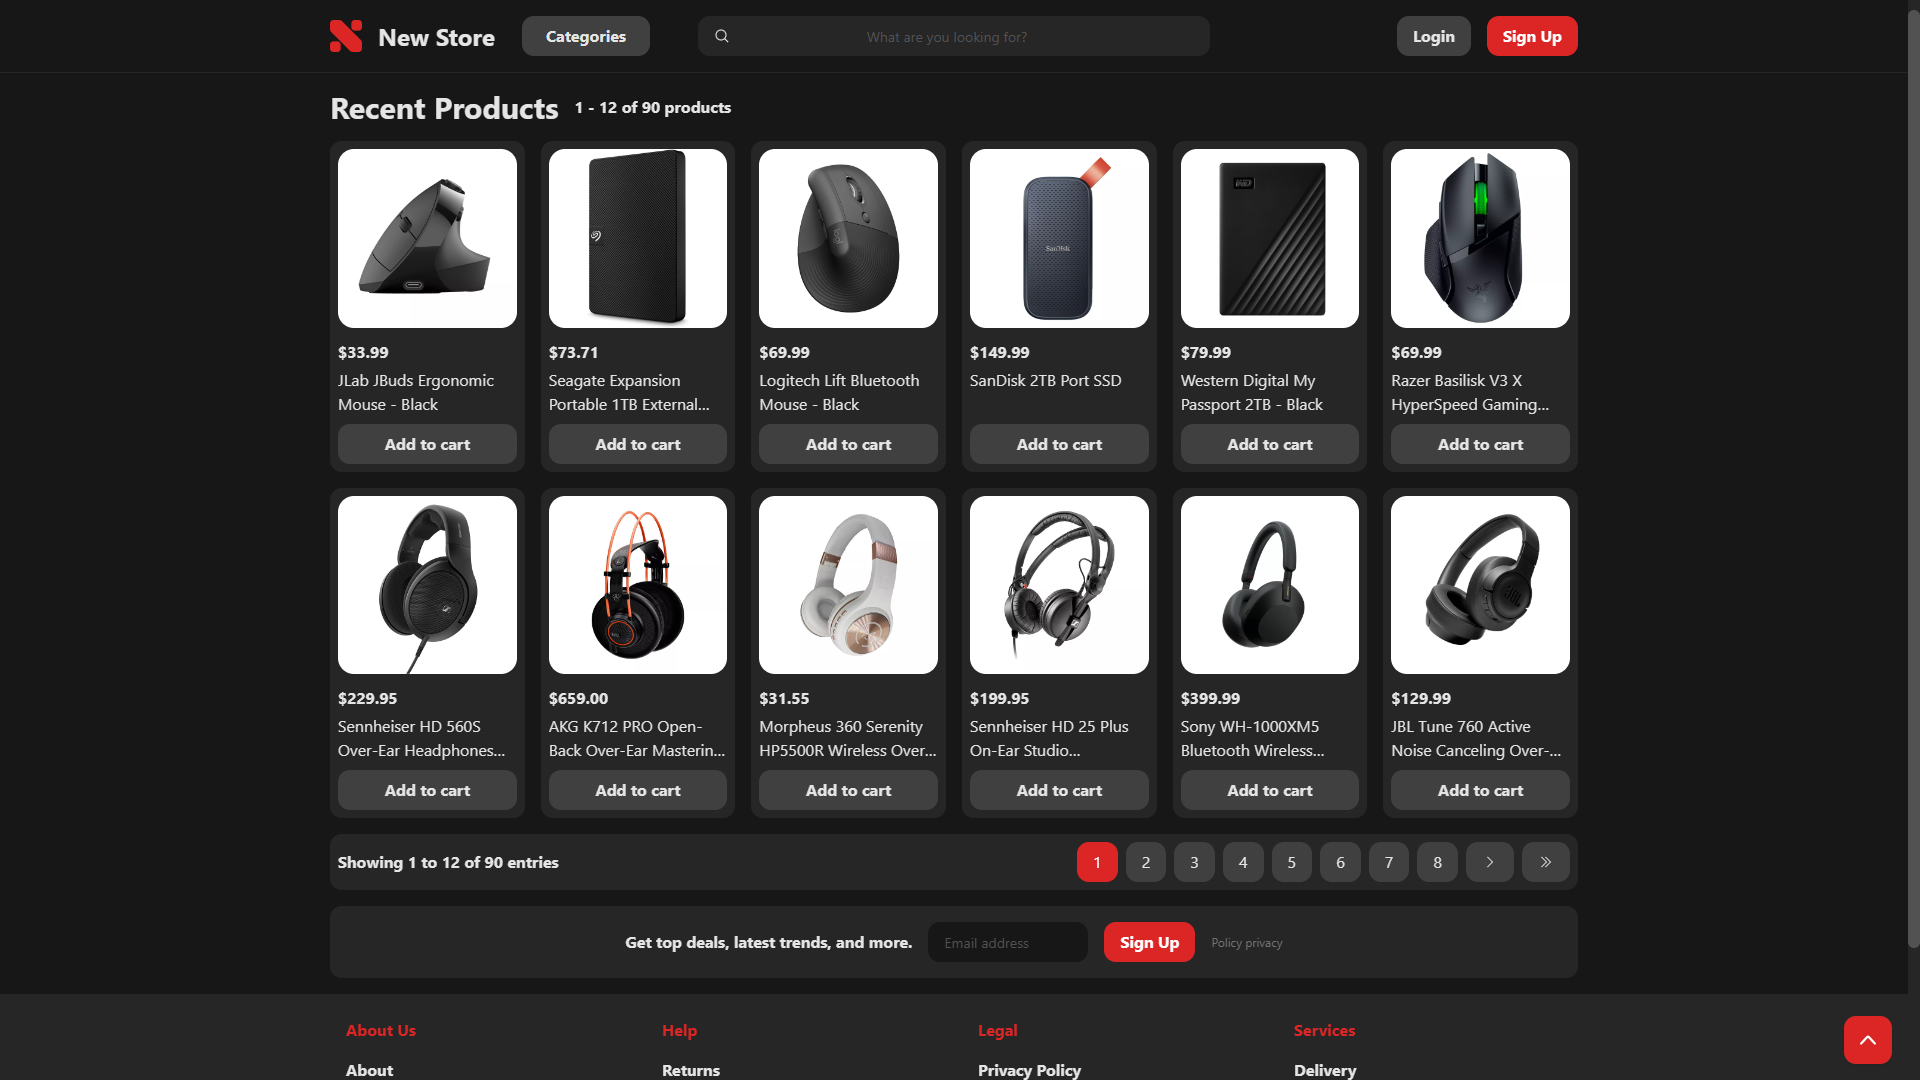 New Store
Categories
What are you looking for?
Login
Sign Up
Recent Products
1 - 12 of 90 products
WD
SanDisk
logi
$33.99
JLab JBuds Ergonomic
Mouse - Black
Add to cart
$73.71
Seagate Expansion
Portable 1TB External...
Add to cart
$69.99
Logitech Lift Bluetooth
Mouse - Black
Add to cart
$149.99
SanDisk 2TB Port SSD
Add to cart
$79.99
Western Digital My
Passport 2TB - Black
Add to cart
$69.99
Razer Basilisk V3 X
HyperSpeed Gaming...
Add to cart
JBL
$229.95
Sennheiser HD 560S
Over-Ear Headphones...
Add to cart
$659.00
AKG K712 PRO Open-
Back Over-Ear Masterin...
Add to cart
$31.55
Morpheus 360 Serenity
HP5500R Wireless Over...
Add to cart
$199.95
Sennheiser HD 25 Plus
On-Ear Studio...
Add to cart
$399.99
Sony WH-1000XM5
Bluetooth Wireless...
Add to cart
$129.99
JBL Tune 760 Active
Noise Canceling Over-...
Add to cart
Showing 1 to 12 of 90 entries
1 2 3 4 5 6 7 8
Get top deals, latest trends, and more.
Email address
Sign Up
Policy privacy
About Us
About
Help
Returns
Legal
Privacy Policy
Services
Delivery